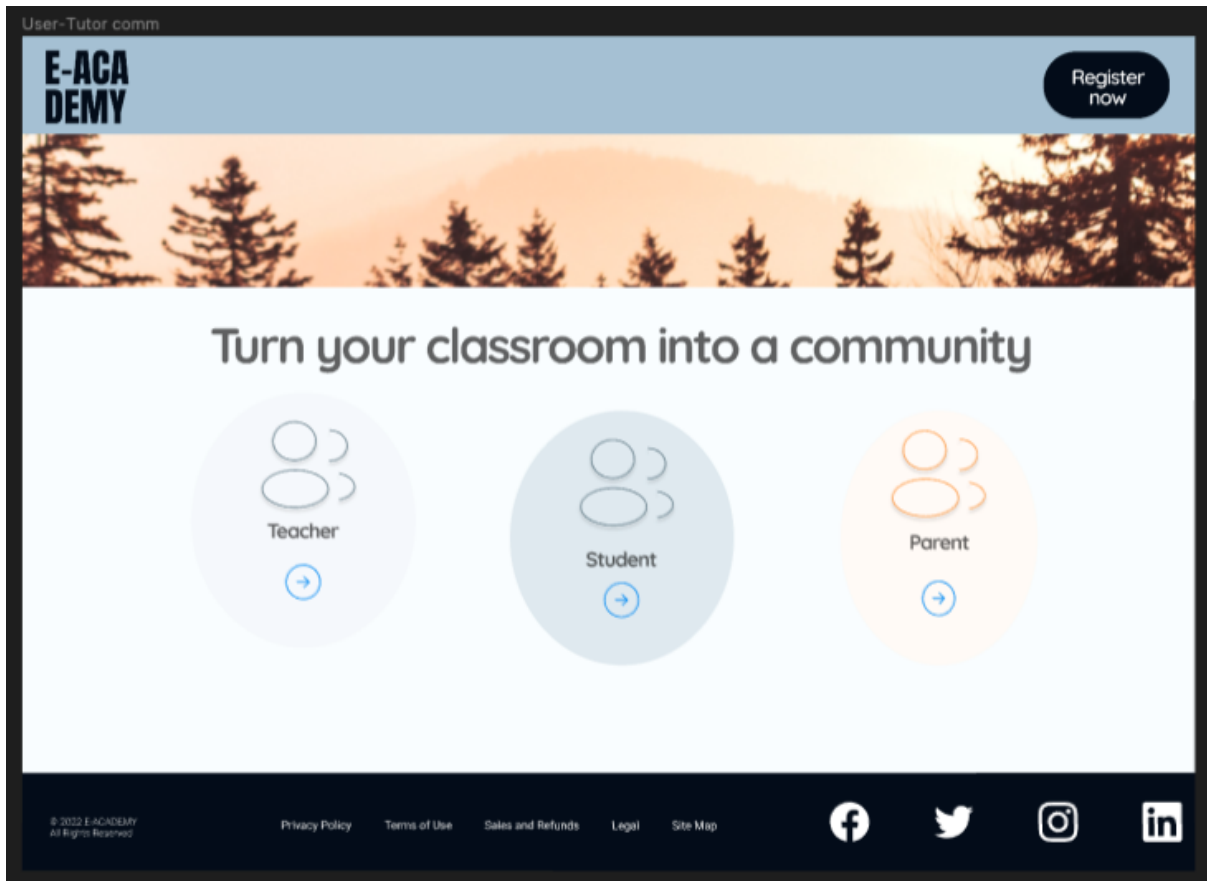 User-Tutor comm
E-ACA
DEMY
Register
now
Turn your classroom into a community
Teacher
Student
Parent
© 2022 E-ACADEMY
All Rights Reserved
Privacy Policy
Terms of Use
Sales and Refunds
Legal
Site Map